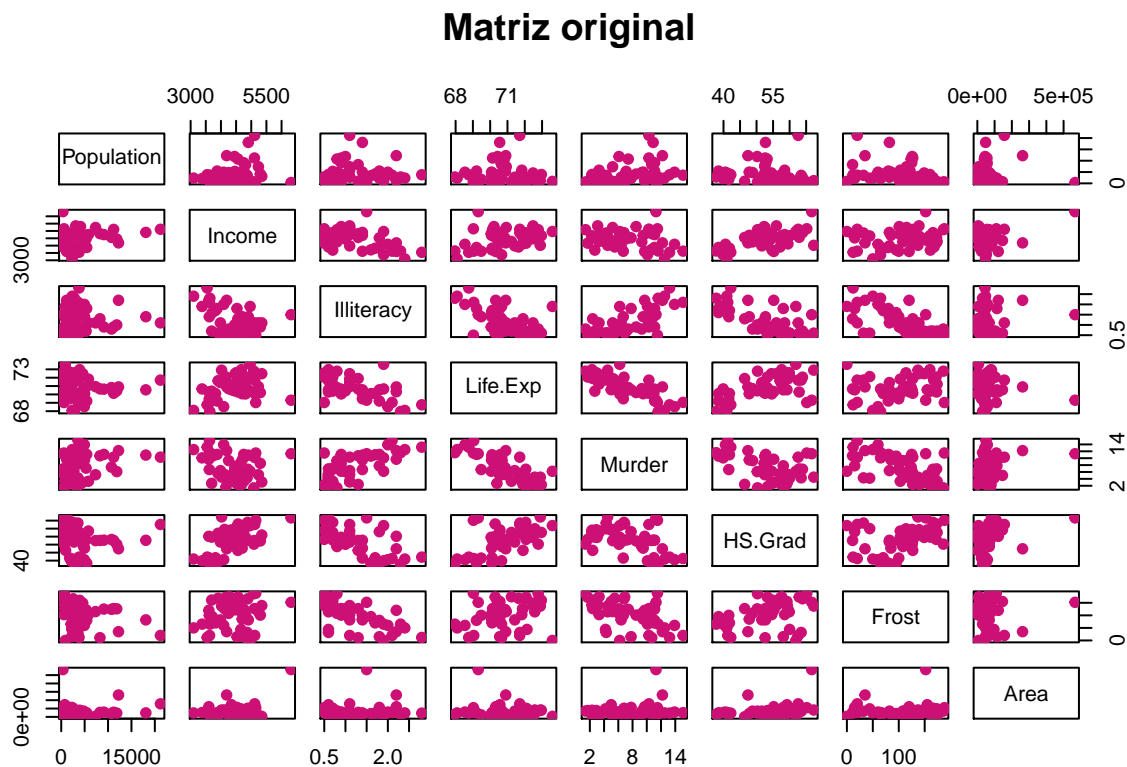 Matriz original
3000 5500 68 71 40 55 0e+00 5e+05
Population 0
3000 Income
Illiteracy 0.5
68 73 Life.Exp
Murder 2 14
40 HS.Grad
Frost 0
0e+00 Area
0 15000 0.5 2.0 2 8 14 0 100